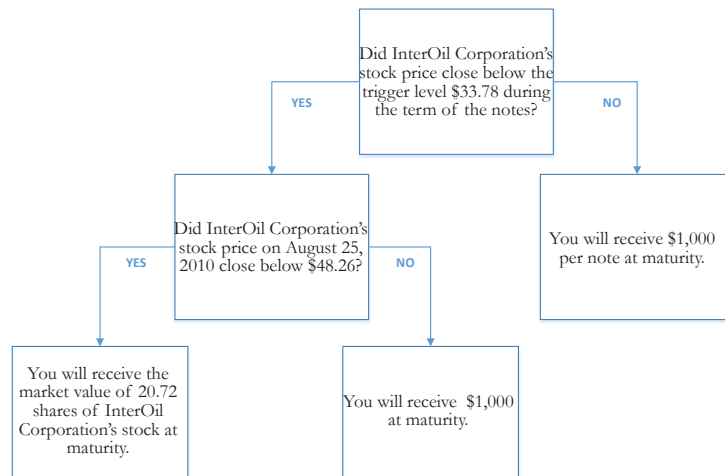 Did InterOil Corporation's
stock price close below the
trigger level $33.78 during
the term of the notes?
YES
NO
Did InterOil Corporation's
stock price on August 25,
2010 close below $48.26?
You will receive $1,000
per note at maturity.
YES
NO
You will receive the
market value of 20.72
shares of InterOil
Corporation's stock at
maturity.
You will receive  $1,000
at maturity.